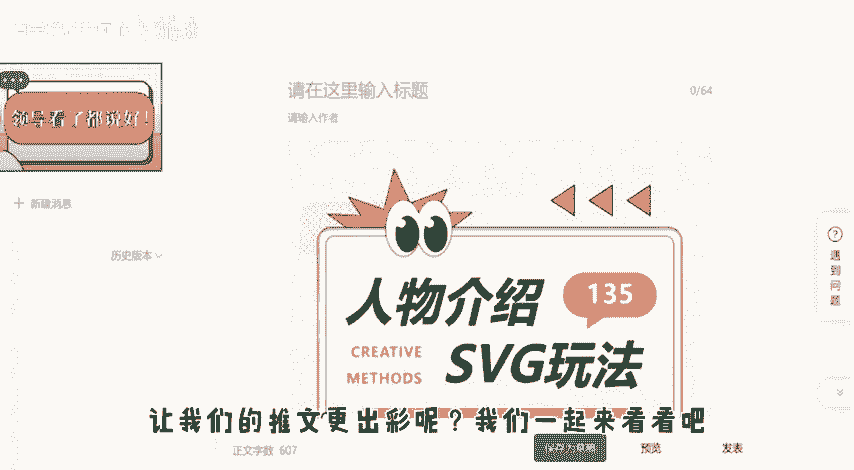 请在这里输入标题
0/64
请输入作者
领导看了都说好!
新建消息
历史版本
遇到问题
人物介绍
135
CREATIVE
METHODS
SVG玩法
让我们的推文更出彩呢？我们一起来看看吧
正文字数 607
预览
发表